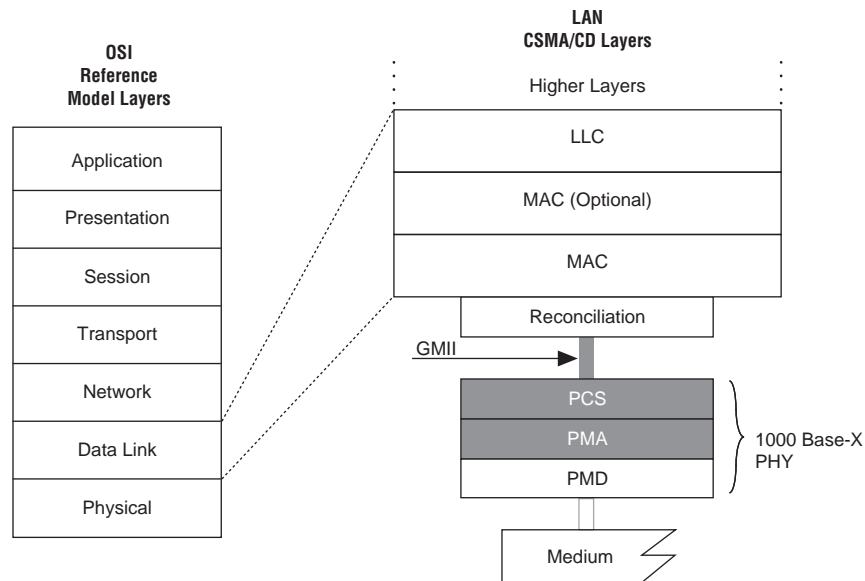 OSI
Reference
Model Layers
Application
Presentation
Session
Transport
Network
Data Link
Physical
LAN
CSMA/CD Layers
Higher Layers
LLC
MAC (Optional)
MAC
Reconciliation
GMII
PCS
PMA
PMD
1000 Base-X
PHY
Medium